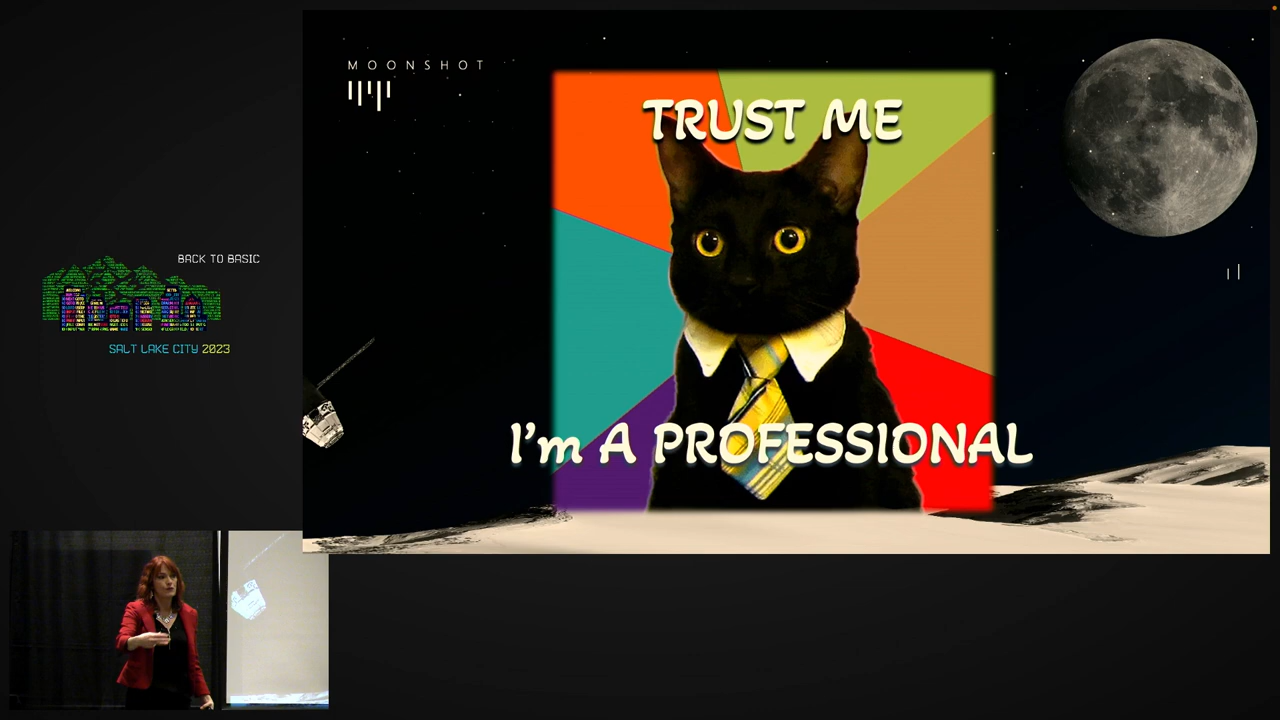 MOONSHOT
TRUST ME
I'm A PROFESSIONAL
BACK TO BASIC
SALT LAKE CITY 2023